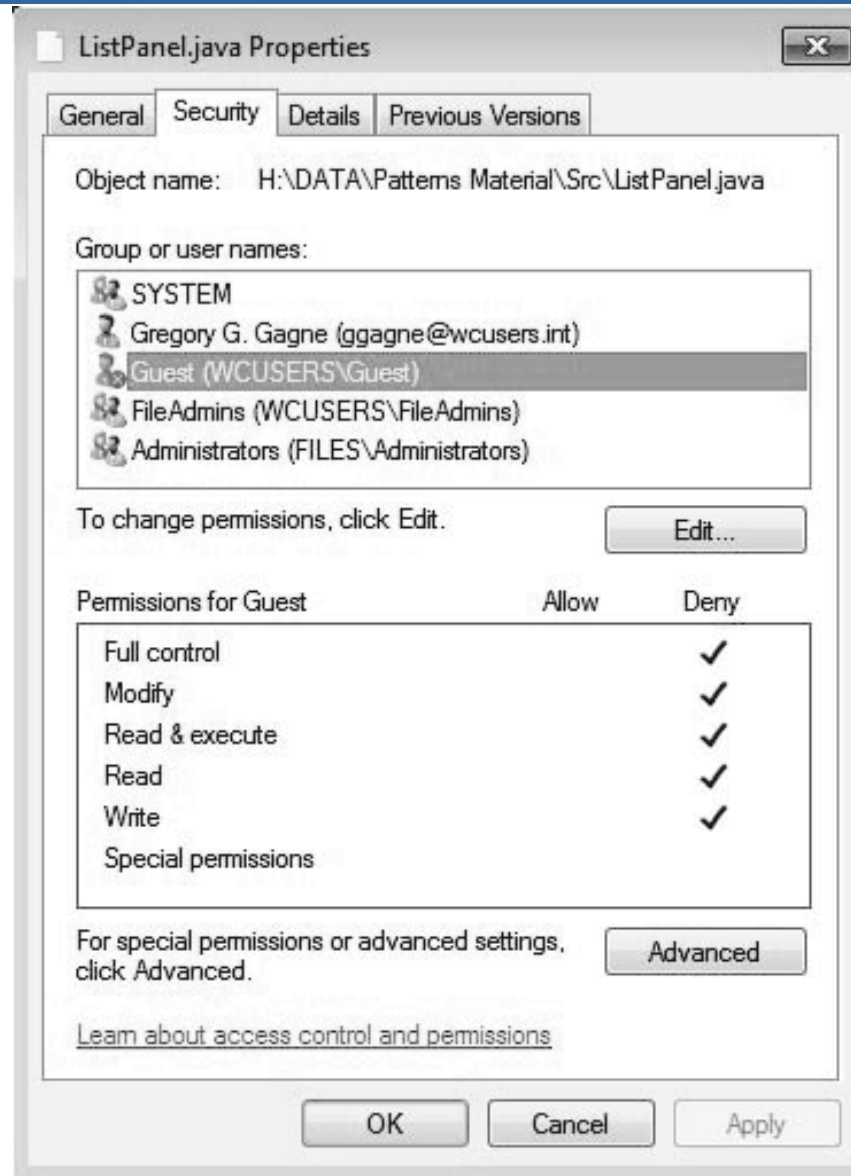 ListPanel.java Properties
General Security Details Previous Versions
Object name: H:\DATA\Patterns Material\Src\ListPanel.java
Group or user names:
SYSTEM
Gregory G. Gagne (ggagne@wcusers.int)
Guest (WCUSERS\Guest)
FileAdmins (WCUSERS\FileAdmins)
Administrators (FILES\Administrators)
To change permissions, click Edit.
Edit...
Permissions for Guest Allow Deny
Full control
Modify
Read & execute
Read
Write
Special permissions
For special permissions or advanced settings,
click Advanced.
Advanced
Learn about access control and permissions
OK Cancel Apply